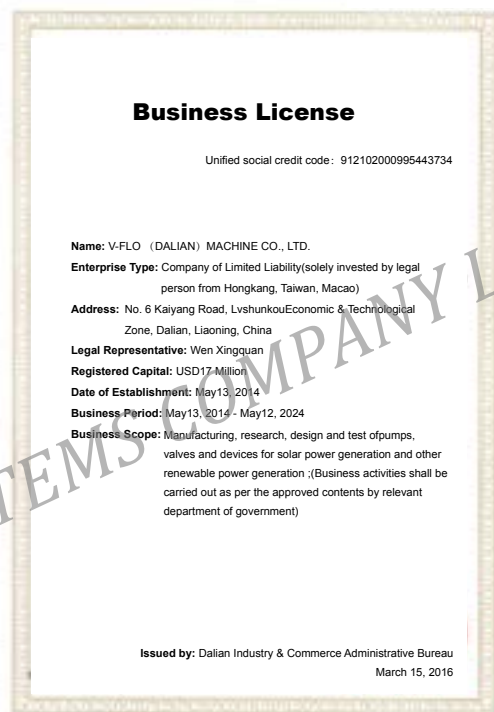 Business License
Unified social credit code: 912102000995443734
Name: V-FLO （DALIAN）MACHINE CO., LTD.
Enterprise Type: Company of Limited Liability(solely invested by legal
person from Hongkang, Taiwan, Macao)
Address: No. 6 Kaiyang Road, LvshunkouEconomic & Technological
Zone, Dalian, Liaoning, China
Legal Representative: Wen Xingquan
Registered Capital: USD17 Million
Date of Establishment: May13, 2014
Business Period: May13, 2014 - May12, 2024
Business Scope: Manufacturing, research, design and test ofpumps,
valves and devices for solar power generation and other
renewable power generation ;(Business activities shall be
carried out as per the approved contents by relevant
department of government)
TEMS COMPANY L
Issued by: Dalian Industry & Commerce Administrative Bureau
March 15, 2016